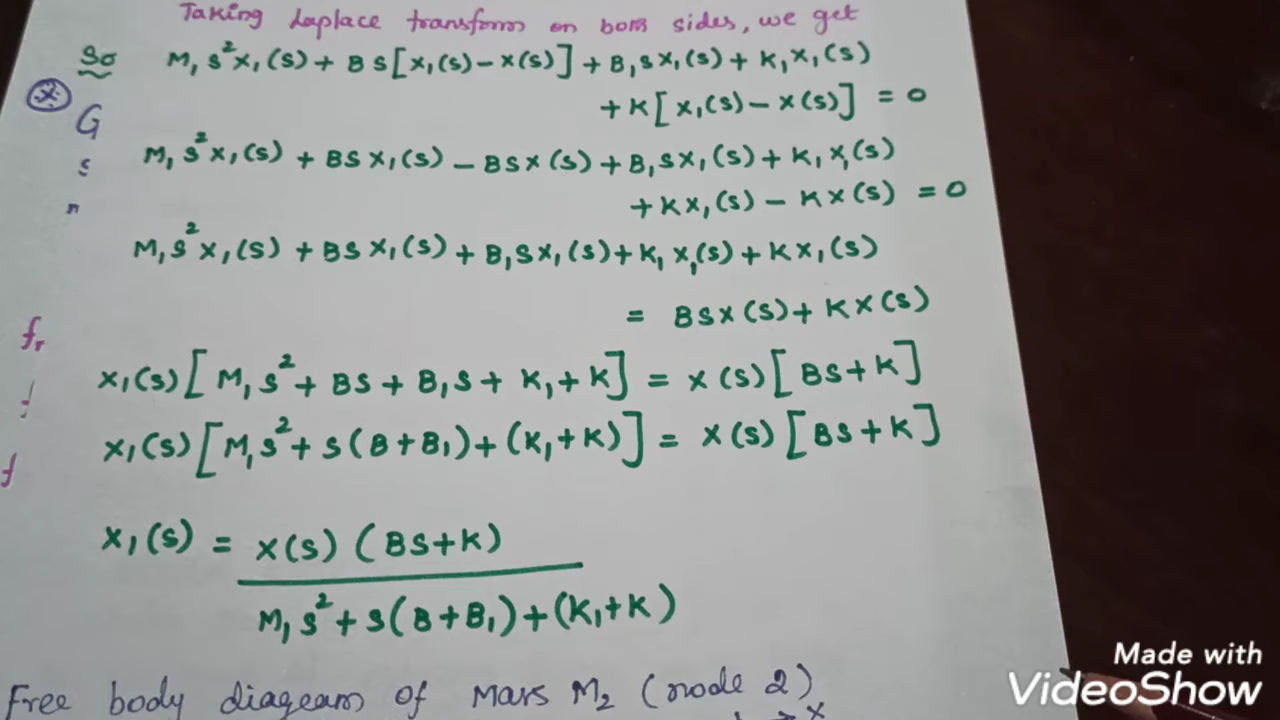 Taking Laplace transform on both sides, we get
So M₁s²X₁(s) + BS[X₁(s) − X(s)] + B₁SX₁(s) + K₁X₁(s)
+ K[X₁(s) − X(s)] = 0
G
M₁s²X₁(s) + BSX₁(s) − BSX(s) + B₁SX₁(s) + K₁X₁(s)
+ KX₁(s) − KX(s) = 0
M₁s²X₁(s) + BSX₁(s) + B₁SX₁(s) + K₁X₁(s) + KX₁(s)
= BSX(s) + KX(s)
X₁(s)[M₁s² + BS + B₁S + K₁ + K] = X(s)[BS + K]
X₁(s)[M₁s² + s(B + B₁) + (K₁ + K)] = X(s)[BS + K]
X₁(s) = X(s) (BS + K)
M₁s² + s(B + B₁) + (K₁ + K)
Free body diagram of Mass M₂ (node 2)
→ X
Made with
VideoShow